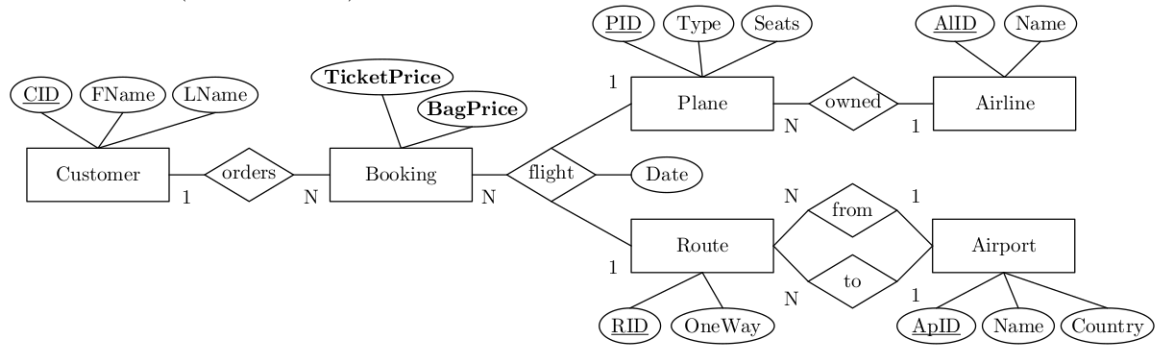 PID Type Seats AlID Name
TicketPrice
1 Plane owned Airline
CID FName LName BagPrice
N 1
Customer orders Booking flight Date
1 N N N from 1
Route Airport
1 to
N 1
RID OneWay ApID Name Country